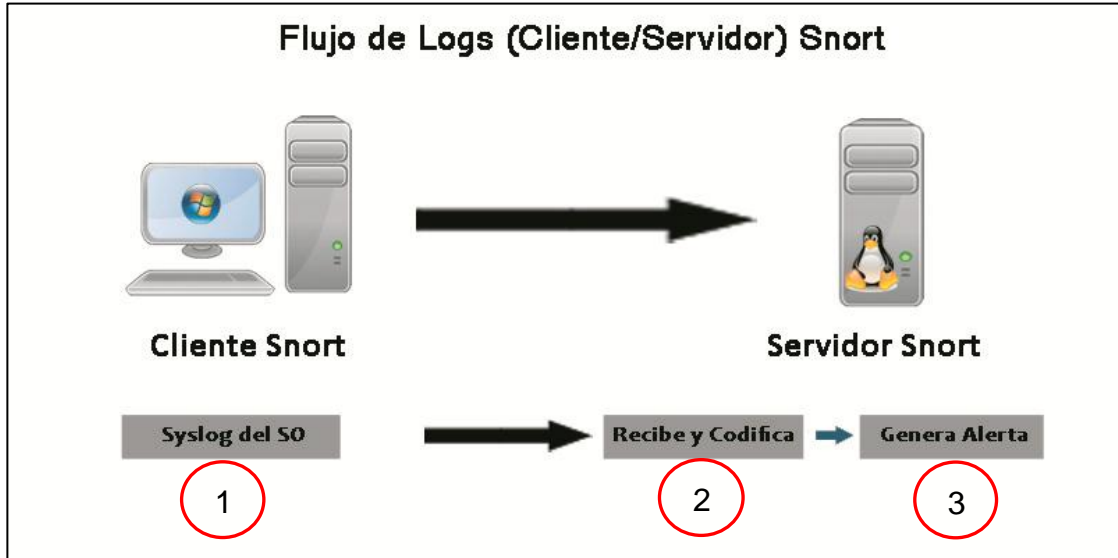 Flujo de Logs (Cliente/Servidor) Snort
Cliente Snort
Servidor Snort
Syslog del SO
Recibe y Codifica
Genera Alerta
1
2
3